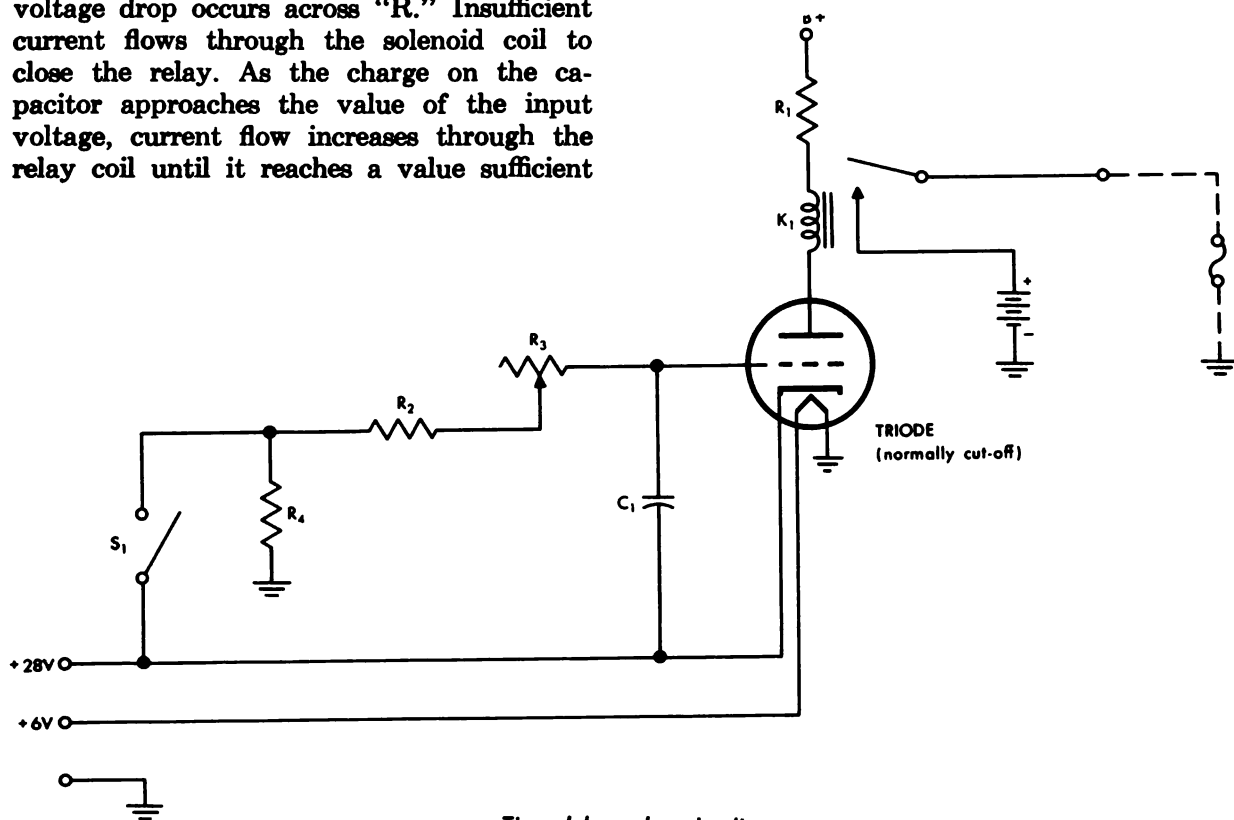 voltage drop occurs across “R.” Insufficient
current flows through the solenoid coil to
close the relay. As the charge on the ca-
pacitor approaches the value of the input
voltage, current flow increases through the
relay coil until it reaches a value sufficient
B+
R₁
K₁
R₃
R₂
TRIODE
(normally cut-off)
+
-
C₁
R₄
S₁
+28V
+6V